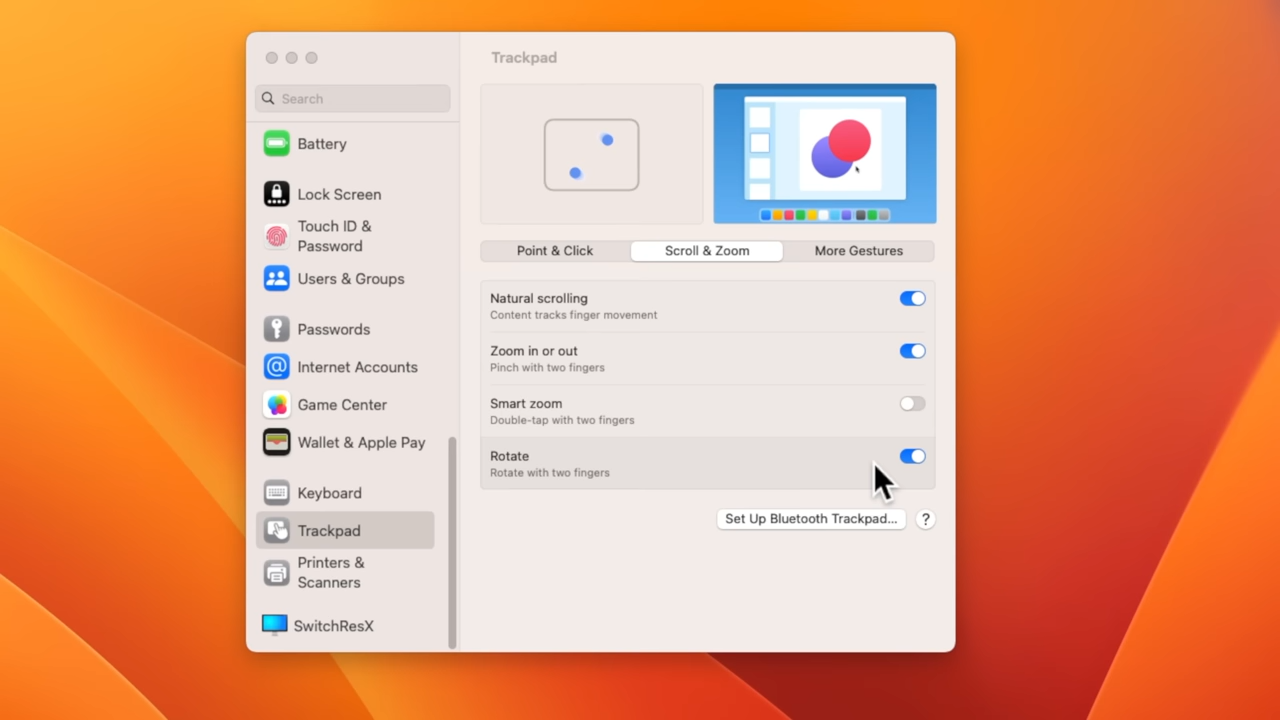 Trackpad
Search
Battery
Lock Screen
Touch ID &
Password
Users & Groups
Passwords
Internet Accounts
Game Center
Wallet & Apple Pay
Keyboard
Trackpad
Printers &
Scanners
SwitchResX
Point & Click
Scroll & Zoom
More Gestures
Natural scrolling
Content tracks finger movement
Zoom in or out
Pinch with two fingers
Smart zoom
Double-tap with two fingers
Rotate
Rotate with two fingers
Set Up Bluetooth Trackpad...
?